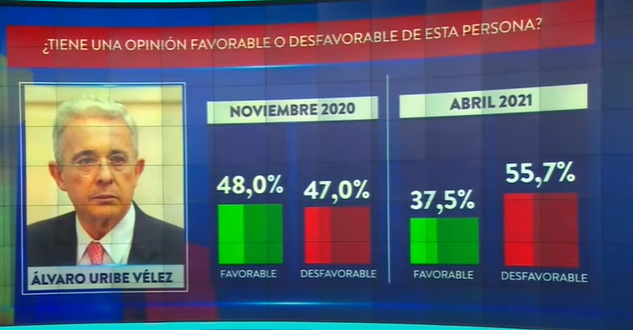 ¿TIENE UNA OPINIÓN FAVORABLE O DESFAVORABLE DE ESTA PERSONA?
NOVIEMBRE 2020
48,0%
47,0%
FAVORABLE
DESFAVORABLE
ABRIL 2021
37,5%
55,7%
FAVORABLE
DESFAVORABLE
ÁLVARO URIBE VÉLEZ